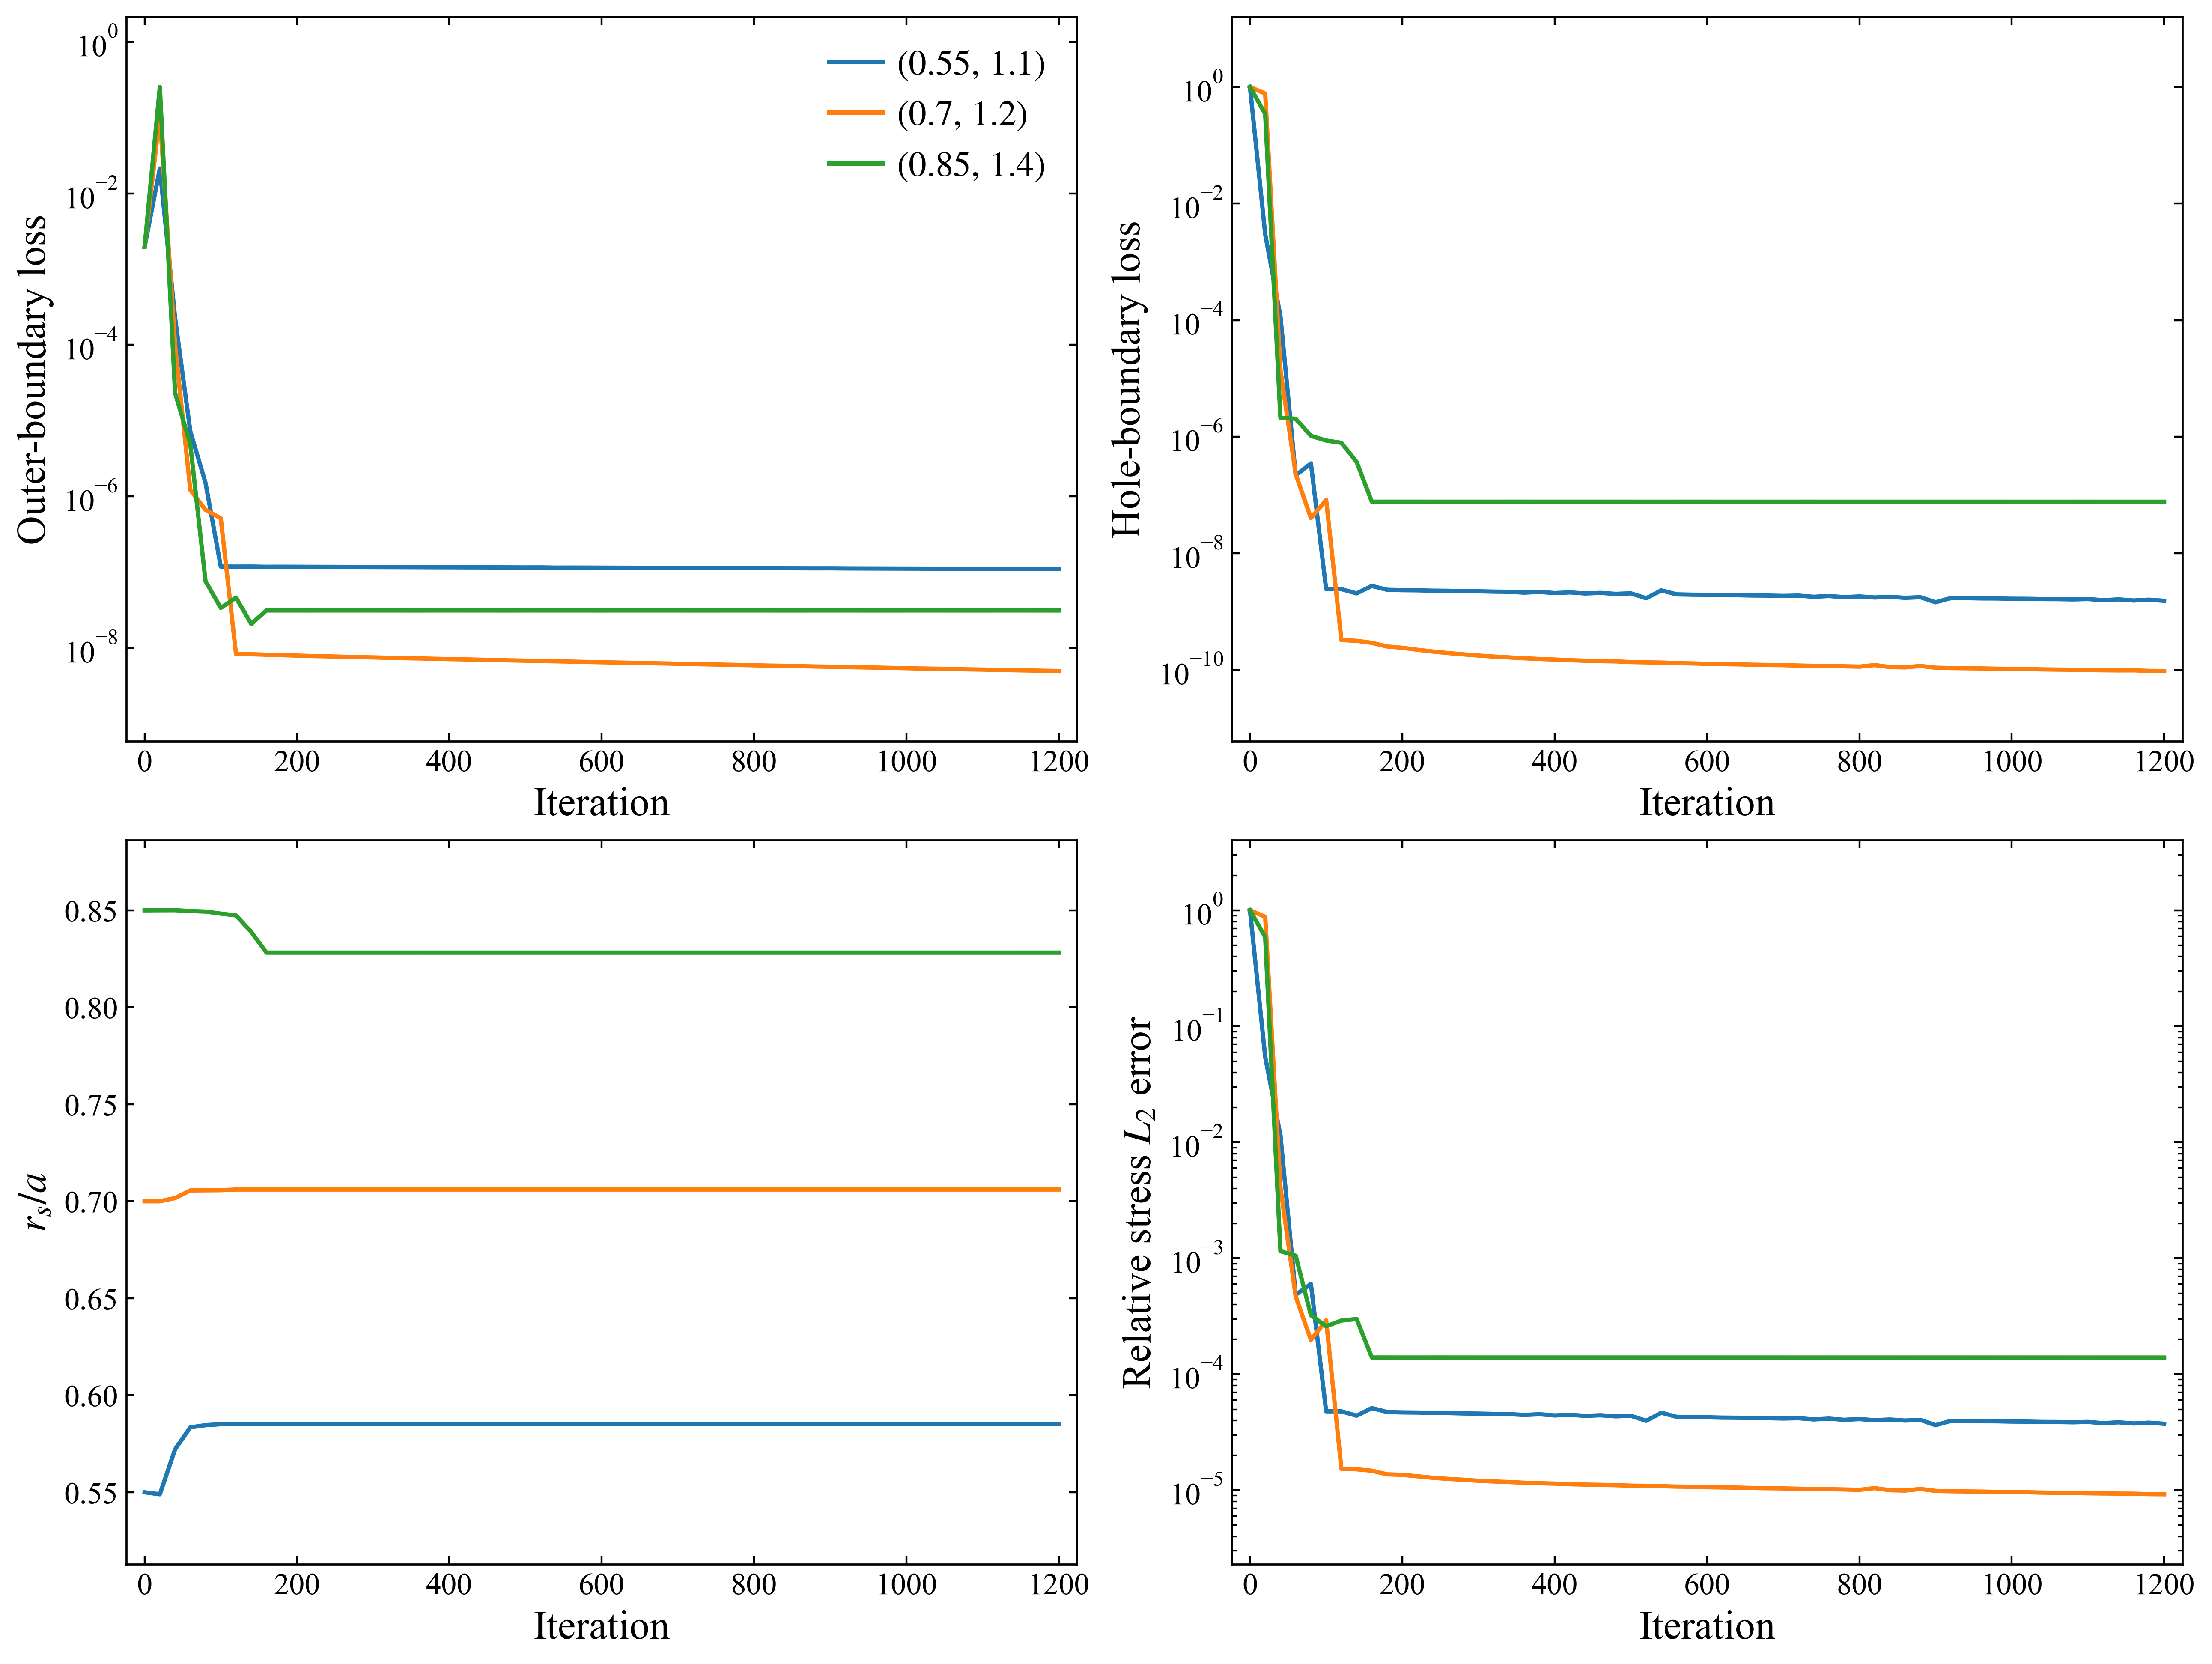 Outer-boundary loss
10^0
10^−2
10^−4
10^−6
10^−8
(0.55, 1.1)
(0.7, 1.2)
(0.85, 1.4)
0 200 400 600 800 1000 1200
Iteration
Hole-boundary loss
10^0
10^−2
10^−4
10^−6
10^−8
10^−10
0 200 400 600 800 1000 1200
Iteration
r_s/a
0.85
0.80
0.75
0.70
0.65
0.60
0.55
0 200 400 600 800 1000 1200
Iteration
Relative stress L_2 error
10^0
10^−1
10^−2
10^−3
10^−4
10^−5
0 200 400 600 800 1000 1200
Iteration